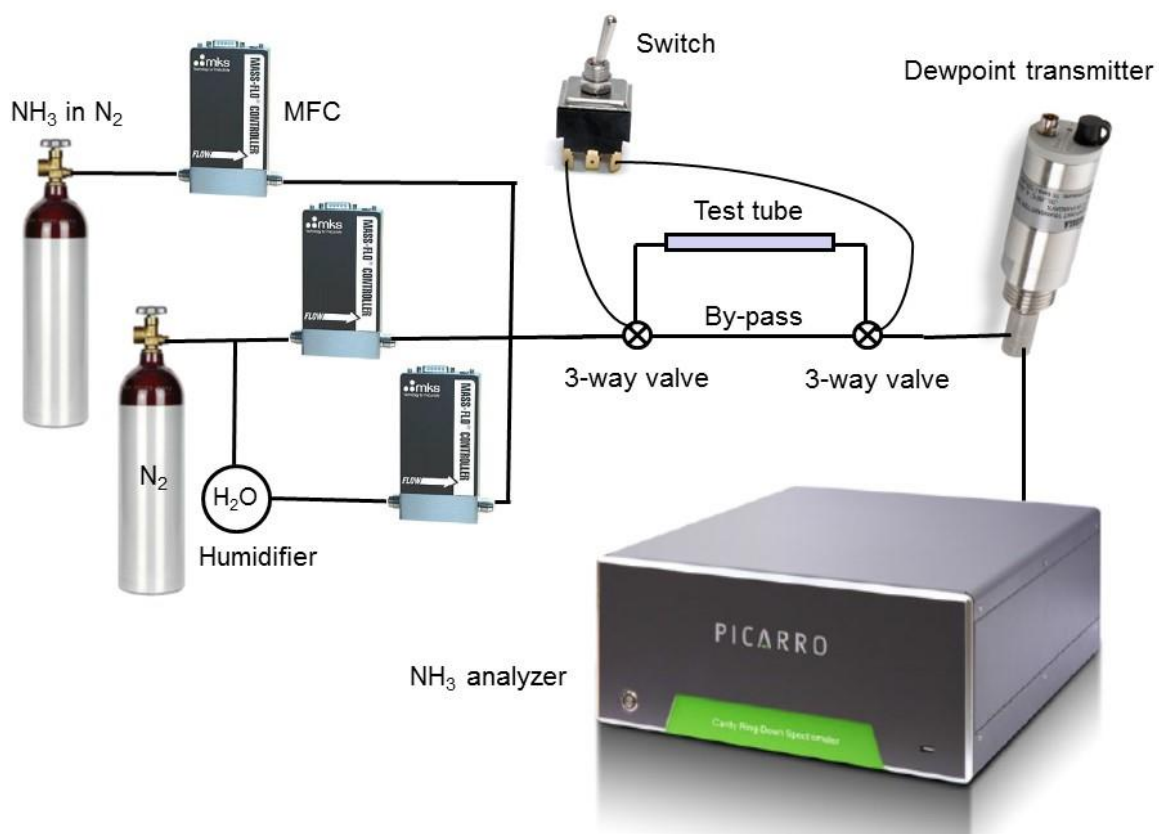 Switch
Dewpoint transmitter
NH₃ in N₂
MFC
mks
MASS-FLO® CONTROLLER
FLOW
Test tube
mks
MASS-FLO® CONTROLLER
FLOW
By-pass
3-way valve
3-way valve
mks
MASS-FLO® CONTROLLER
FLOW
N₂
H₂O
Humidifier
PICARRO
NH₃ analyzer
Cavity Ring Down Spectrometer